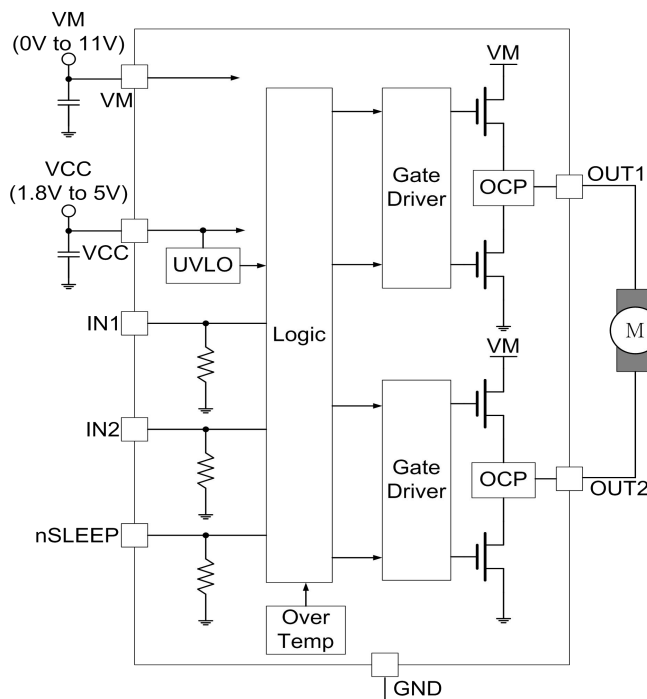 VM
(0V to 11V)
VM
VCC
(1.8V to 5V)
VCC
UVLO
IN1
IN2
nSLEEP
Logic
Over
Temp
Gate
Driver
VM
OCP
OUT1
Gate
Driver
VM
OCP
OUT2
M
GND